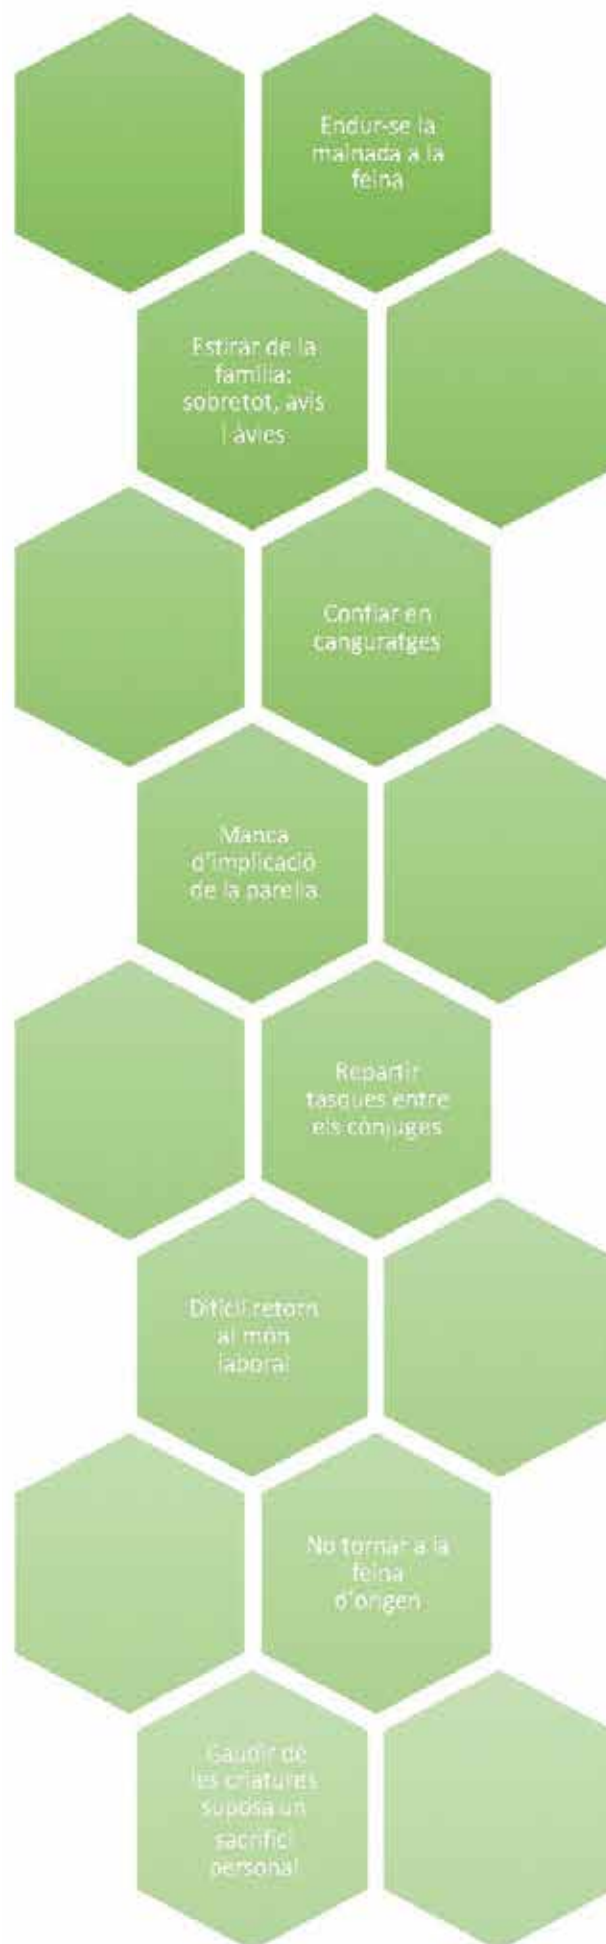 Endur-se la
mainada a la
feina
Estirar de la
família:
sobretot, avis
i àvies
Confiar en
canguratges
Manca
d'implicació
de la parella
Repartir
tasques entre
els cònjuges
Difícil retorn
al món
laboral
No tornar a la
feina
d'origen
Gaudir de
les criatures
suposa un
sacrifici
personal